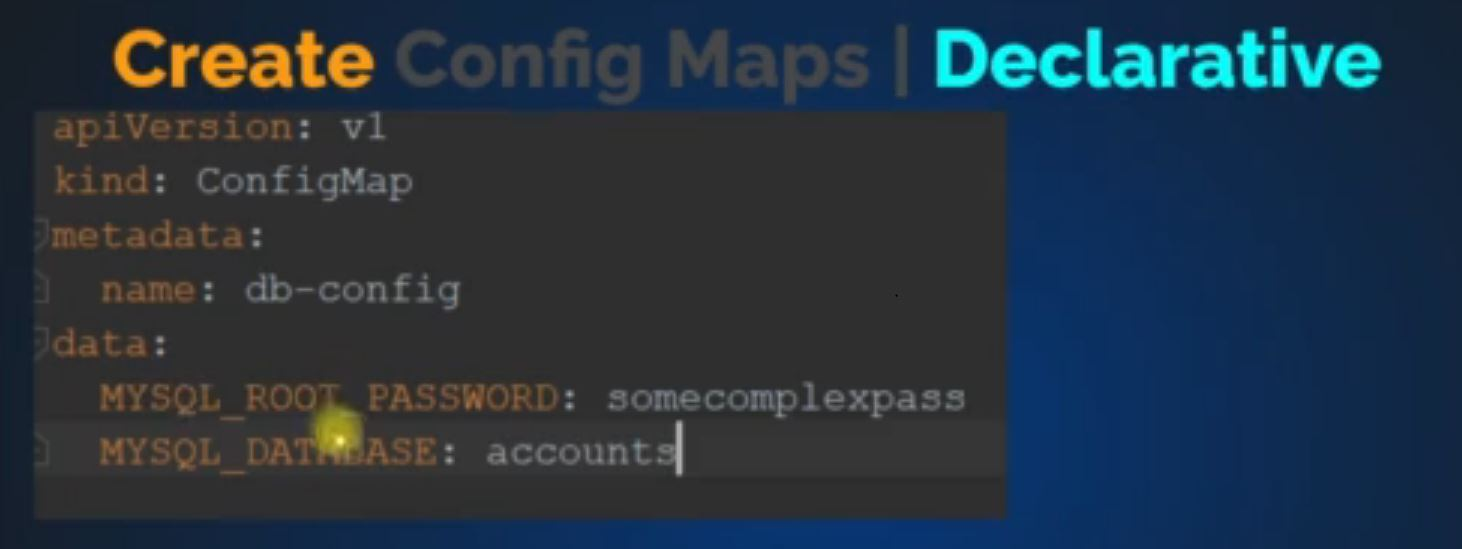 Create Config Maps | Declarative
apiVersion: v1
kind: ConfigMap
metadata:
  name: db-config
data:
  MYSQL_ROOT_PASSWORD: somecomplexpass
  MYSQL_DATABASE: accounts